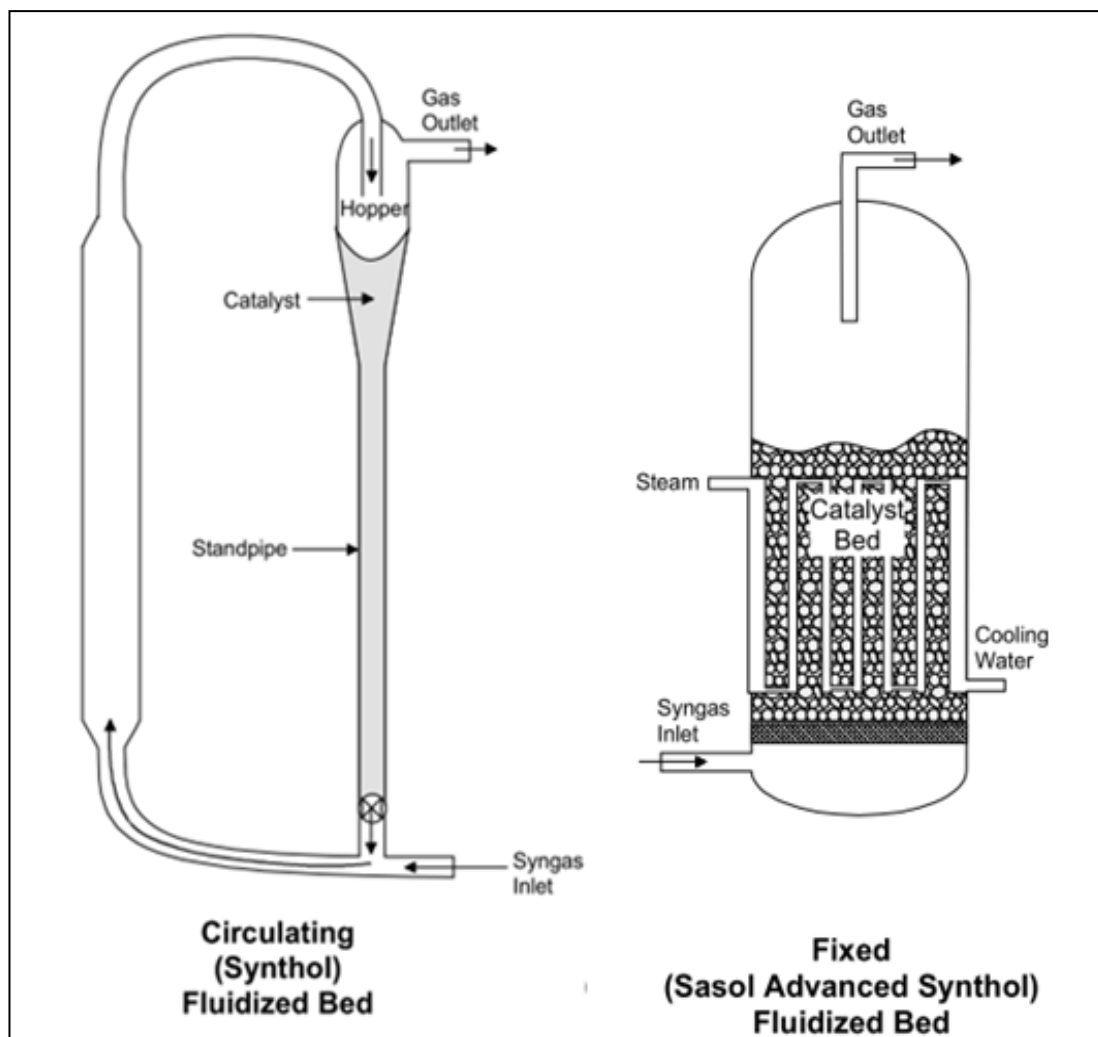 Gas
Outlet
Hopper
Catalyst
Standpipe
Syngas
Inlet
Circulating
(Synthol)
Fluidized Bed
Gas
Outlet
Steam
Catalyst
Bed
Cooling
Water
Syngas
Inlet
Fixed
(Sasol Advanced Synthol)
Fluidized Bed